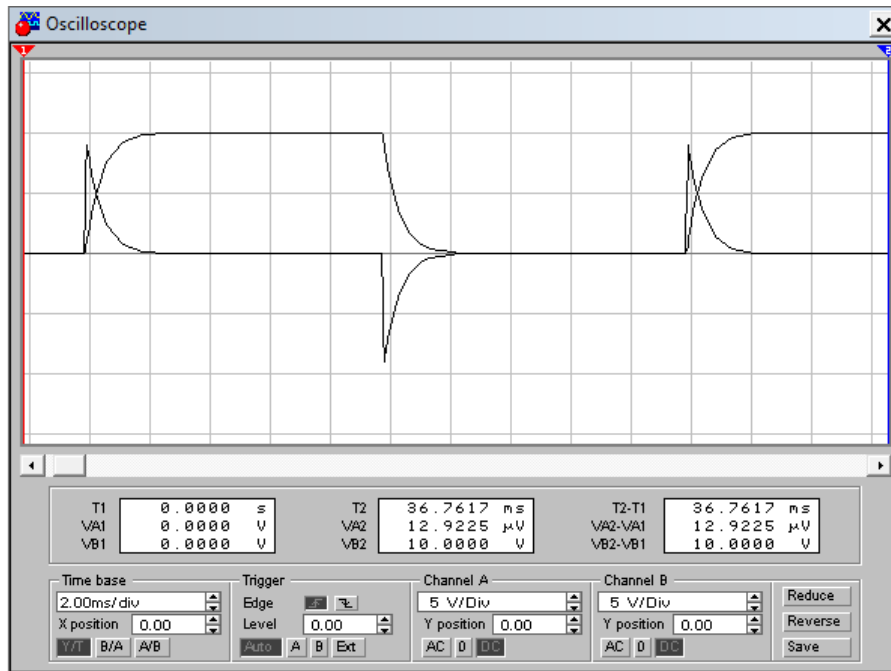 Oscilloscope
1 2
T1 0.0000 s T2 36.7617 ms T2-T1 36.7617 ms
VA1 0.0000 V VA2 12.9225 μV VA2-VA1 12.9225 μV
VB1 0.0000 V VB2 10.0000 V VB2-VB1 10.0000 V
Time base Trigger Channel A Channel B
2.00ms/div Edge 5 V/Div 5 V/Div Reduce
X position 0.00 Level 0.00 Y position 0.00 Y position 0.00 Reverse
Y/T B/A A/B Auto A B Ext AC 0 DC AC 0 DC Save